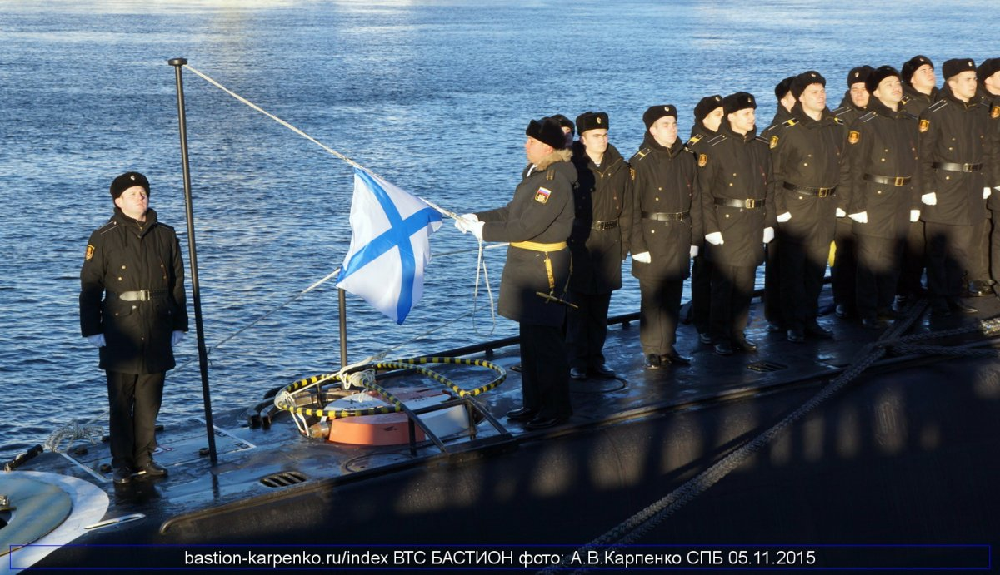 bastion-karpenko.ru/index ВТС БАСТИОН фото: А.В.Карпенко СПБ 05.11.2015